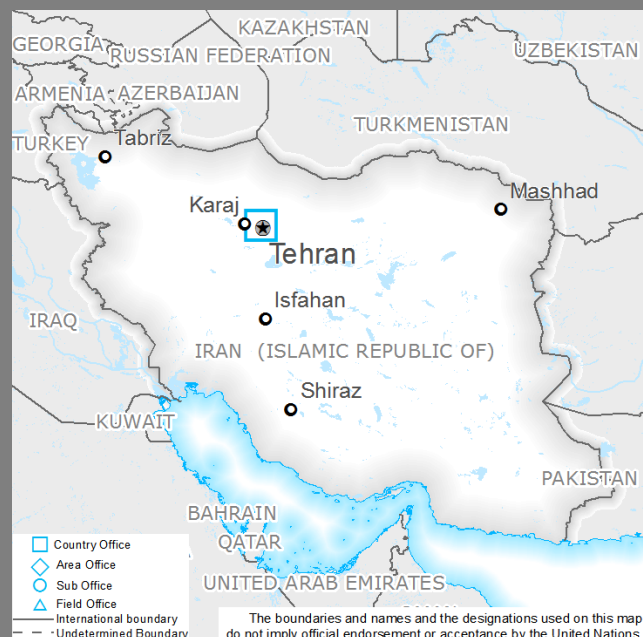 KAZAKHSTAN
GEORGIA
RUSSIAN FEDERATION
UZBEKISTAN
ARMENIA
AZERBAIJAN
TURKMENISTAN
TURKEY
Tabriz
Mashhad
Karaj
Tehran
Isfahan
IRAQ
IRAN (ISLAMIC REPUBLIC OF)
Shiraz
KUWAIT
PAKISTAN
BAHRAIN
QATAR
UNITED ARAB EMIRATES
Country Office
Area Office
Sub Office
Field Office
International boundary
Undetermined Boundary
The boundaries and names and the designations used on this map
do not imply official endorsement or acceptance by the United Nations